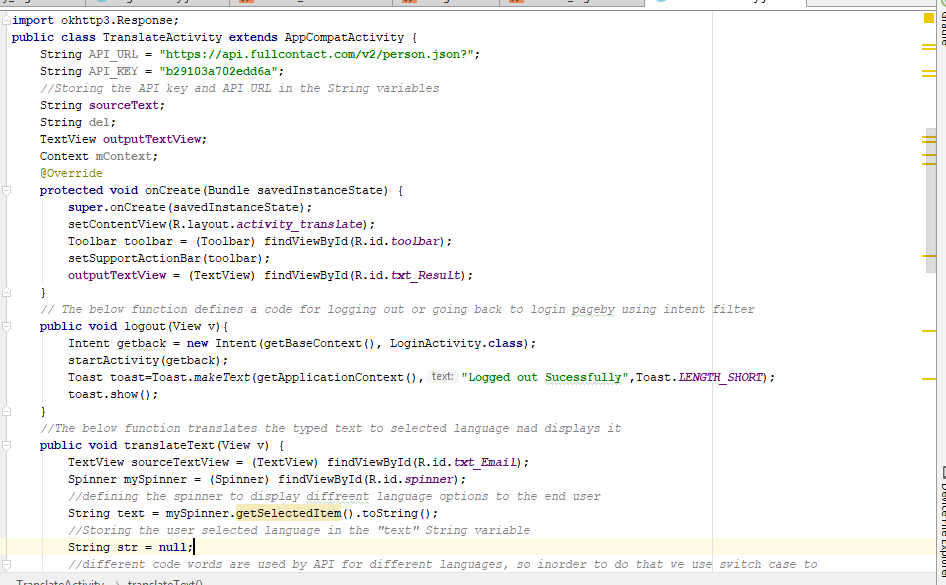 import okhttp3.Response;
public class TranslateActivity extends AppCompatActivity {
String API_URL = "https://api.fullcontact.com/v2/person.json?";
String API_KEY = "b29103a702edd6a";
//Storing the API key and API URL in the String variables
String sourceText;
String del;
TextView outputTextView;
Context mContext;
@Override
protected void onCreate(Bundle savedInstanceState) {
super.onCreate(savedInstanceState);
setContentView(R.layout.activity_translate);
Toolbar toolbar = (Toolbar) findViewById(R.id.toolbar);
setSupportActionBar(toolbar);
outputTextView = (TextView) findViewById(R.id.txt_Result);
}
// The below function defines a code for logging out or going back to login pageby using intent filter
public void logout(View v){
Intent getback = new Intent(getBaseContext(), LoginActivity.class);
startActivity(getback);
Toast toast=Toast.makeText(getApplicationContext(), text: "Logged out Sucessfully",Toast.LENGTH_SHORT);
toast.show();
}
//The below function translates the typed text to selected language nad displays it
public void translateText(View v) {
TextView sourceTextView = (TextView) findViewById(R.id.txt_Email);
Spinner mySpinner = (Spinner) findViewById(R.id.spinner);
//defining the spinner to display diffreent language options to the end user
String text = mySpinner.getSelectedItem().toString();
//Storing the user selected language in the "text" String variable
String str = null;
//different code words are used by API for different languages, so inorder to do that we use switch case to
TranslateActivity > translateText()
Gradle